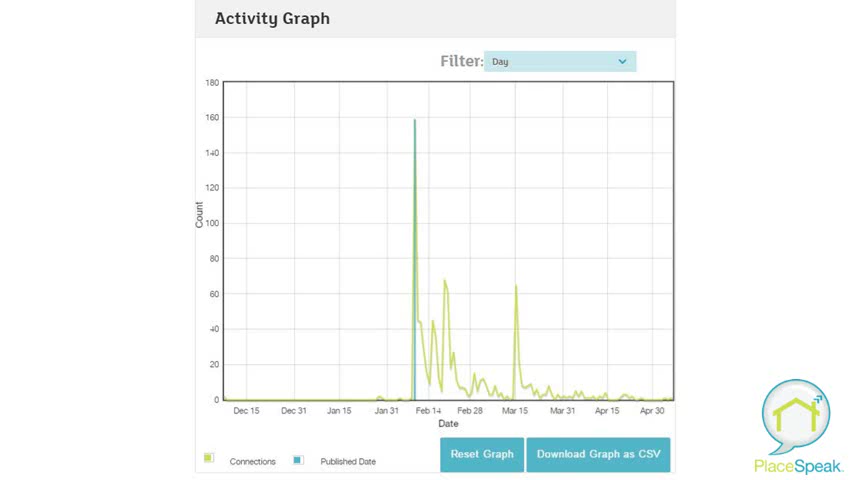 Activity Graph
Filter: Day
180
160
140
120
100
80
60
40
20
0
Count
Dec 15 Dec 31 Jan 15 Jan 31 Feb 14 Feb 28 Mar 15 Mar 31 Apr 15 Apr 30
Date
Connections Published Date
Reset Graph Download Graph as CSV
PlaceSpeak